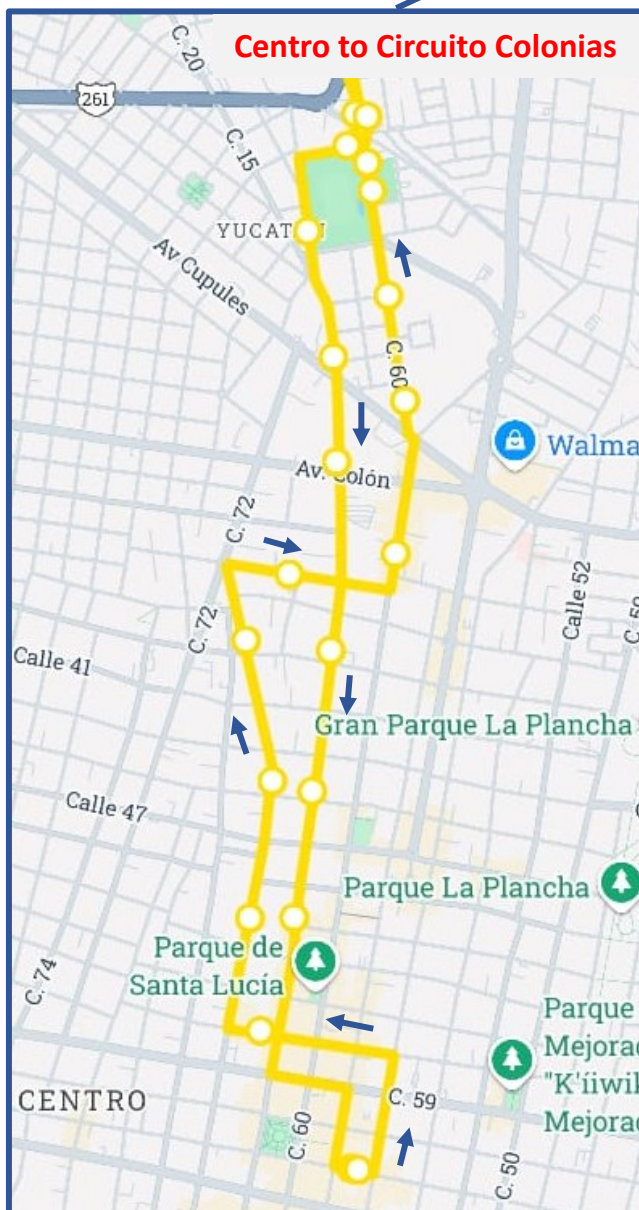 Centro to Circuito Colonias
C. 20
261
C. 15
YUCAT
Av Cupules
C. 60
Walma
Av. Colón
C. 72
Calle 52
C. 72
C. 5
Calle 41
Gran Parque La Plancha
Calle 47
Parque La Plancha
Parque de
Santa Lucía
C. 74
Parque
Mejorad
"K'iiwik
Mejorad
C. 59
CENTRO
C. 60
C. 50